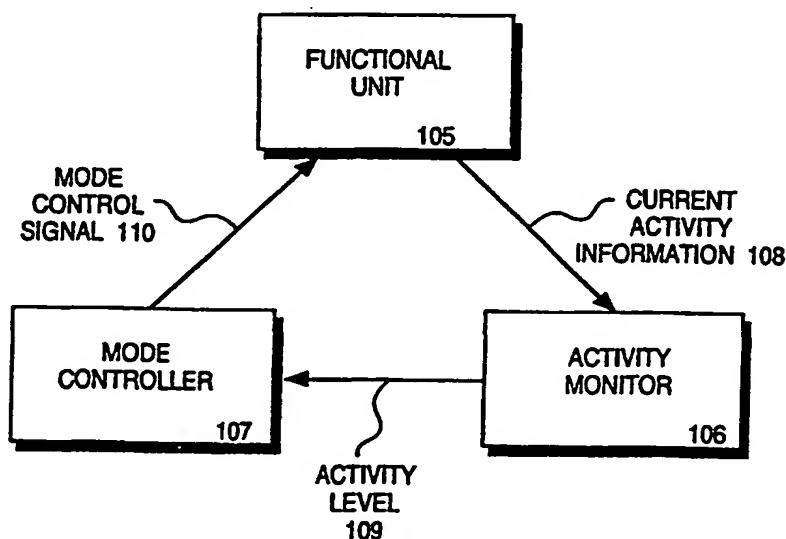 FUNCTIONAL
UNIT
105
MODE
CONTROL
SIGNAL 110
CURRENT
ACTIVITY
INFORMATION 108
MODE
CONTROLLER
107
ACTIVITY
MONITOR
106
ACTIVITY
LEVEL
109